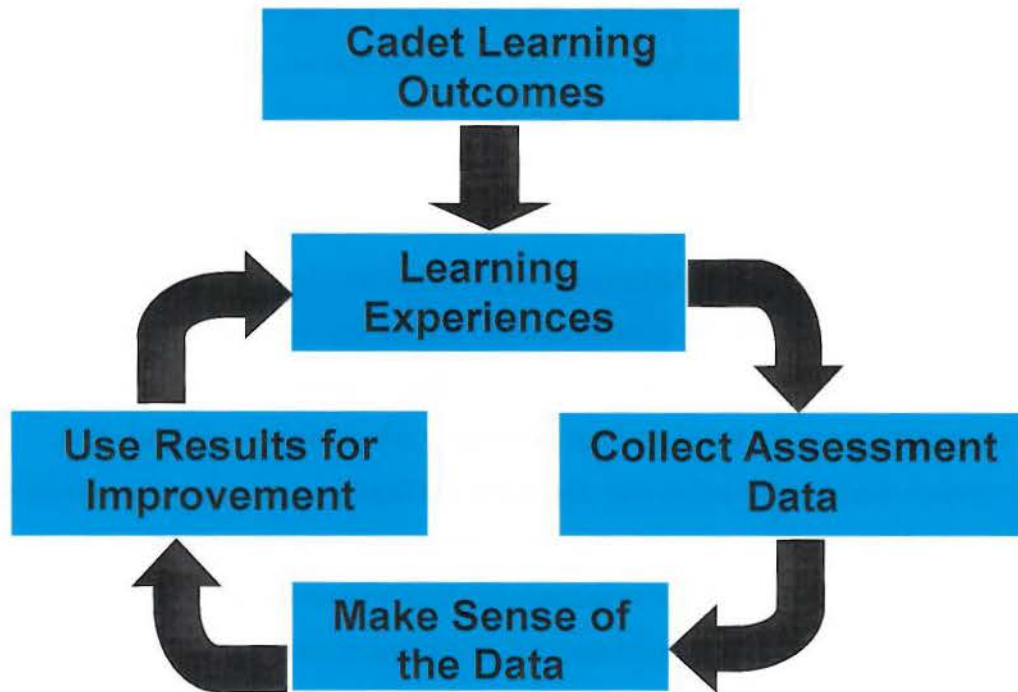 Cadet Learning
Outcomes
Learning
Experiences
Collect Assessment
Data
Make Sense of
the Data
Use Results for
Improvement